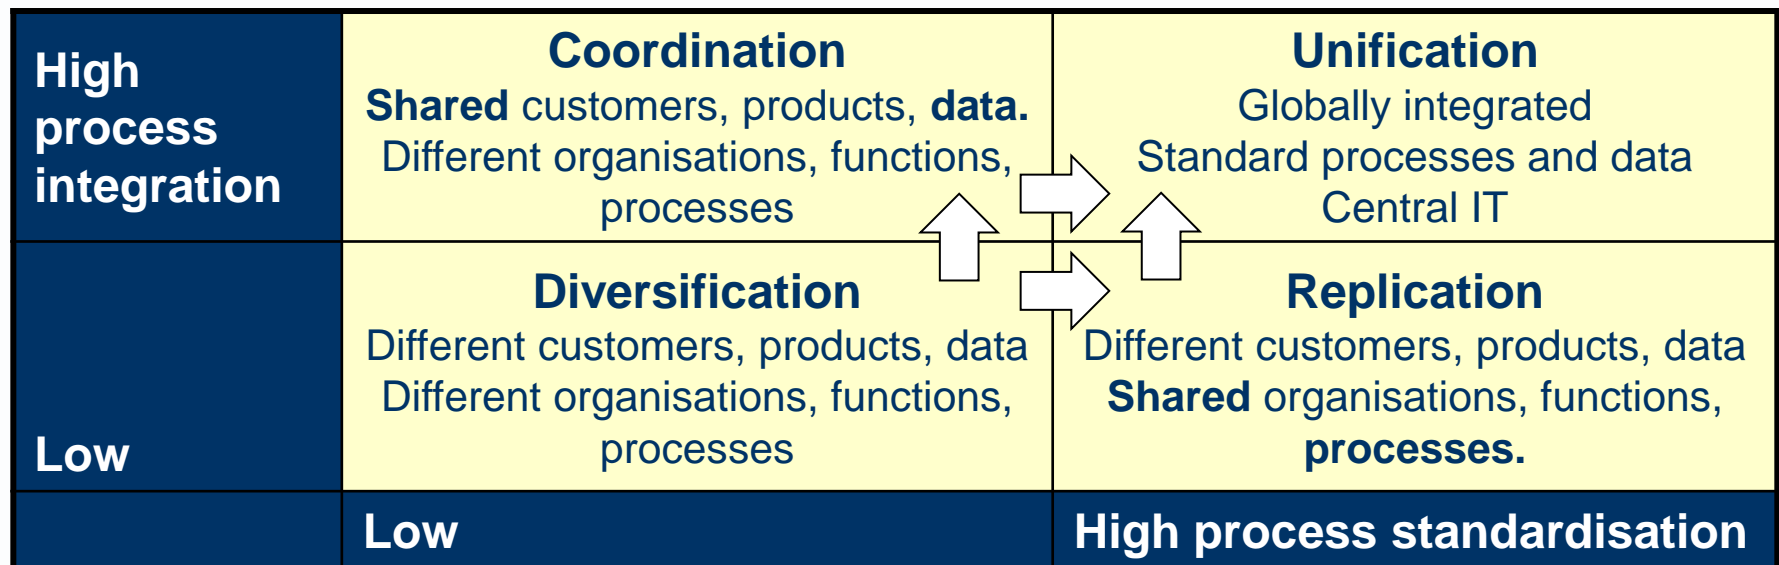 High
process
integration
Coordination
Shared customers, products, data.
Different organisations, functions,
processes
Unification
Globally integrated
Standard processes and data
Central IT
Low
Diversification
Different customers, products, data
Different organisations, functions,
processes
Replication
Different customers, products, data
Shared organisations, functions,
processes.
Low
High process standardisation